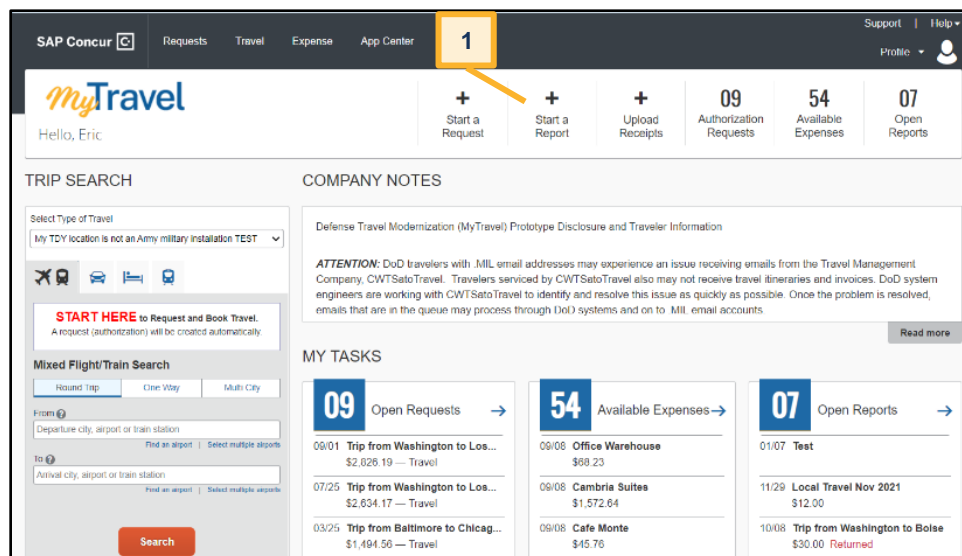 Support | Help
SAP Concur C Requests Travel Expense App Center
1
Profile
MyTravel
Hello, Eric
+ Start a Request
+ Start a Report
+ Upload Receipts
09 Authorization Requests
54 Available Expenses
07 Open Reports
TRIP SEARCH
Select Type of Travel
My TDY location is not an Army military installation TEST
START HERE to Request and Book Travel.
A request (authorization) will be created automatically.
Mixed Flight/Train Search
Round Trip One Way Multi City
From ?
Departure city, airport or train station
Find an airport | Select multiple airports
To ?
Arrival city, airport or train station
Find an airport | Select multiple airports
Search
COMPANY NOTES
Defense Travel Modernization (MyTravel) Prototype Disclosure and Traveler Information
ATTENTION: DoD travelers with .MIL email addresses may experience an issue receiving emails from the Travel Management
Company, CWTSatoTravel. Travelers serviced by CWTSatoTravel also may not receive travel itineraries and invoices. DoD system
engineers are working with CWTSatoTravel to identify and resolve this issue as quickly as possible. Once the problem is resolved,
emails that are in the queue may process through DoD systems and on to .MIL email accounts.
Read more
MY TASKS
09 Open Requests →
09/01 Trip from Washington to Los...
$2,026.19 — Travel
07/25 Trip from Washington to Los...
$2,634.17 — Travel
03/25 Trip from Baltimore to Chicag...
$1,494.56 — Travel
54 Available Expenses →
09/08 Office Warehouse
$68.23
09/08 Cambria Suites
$1,572.64
09/08 Cafe Monte
$45.76
07 Open Reports →
01/07 Test
11/29 Local Travel Nov 2021
$12.00
10/08 Trip from Washington to Boise
$30.00 Returned